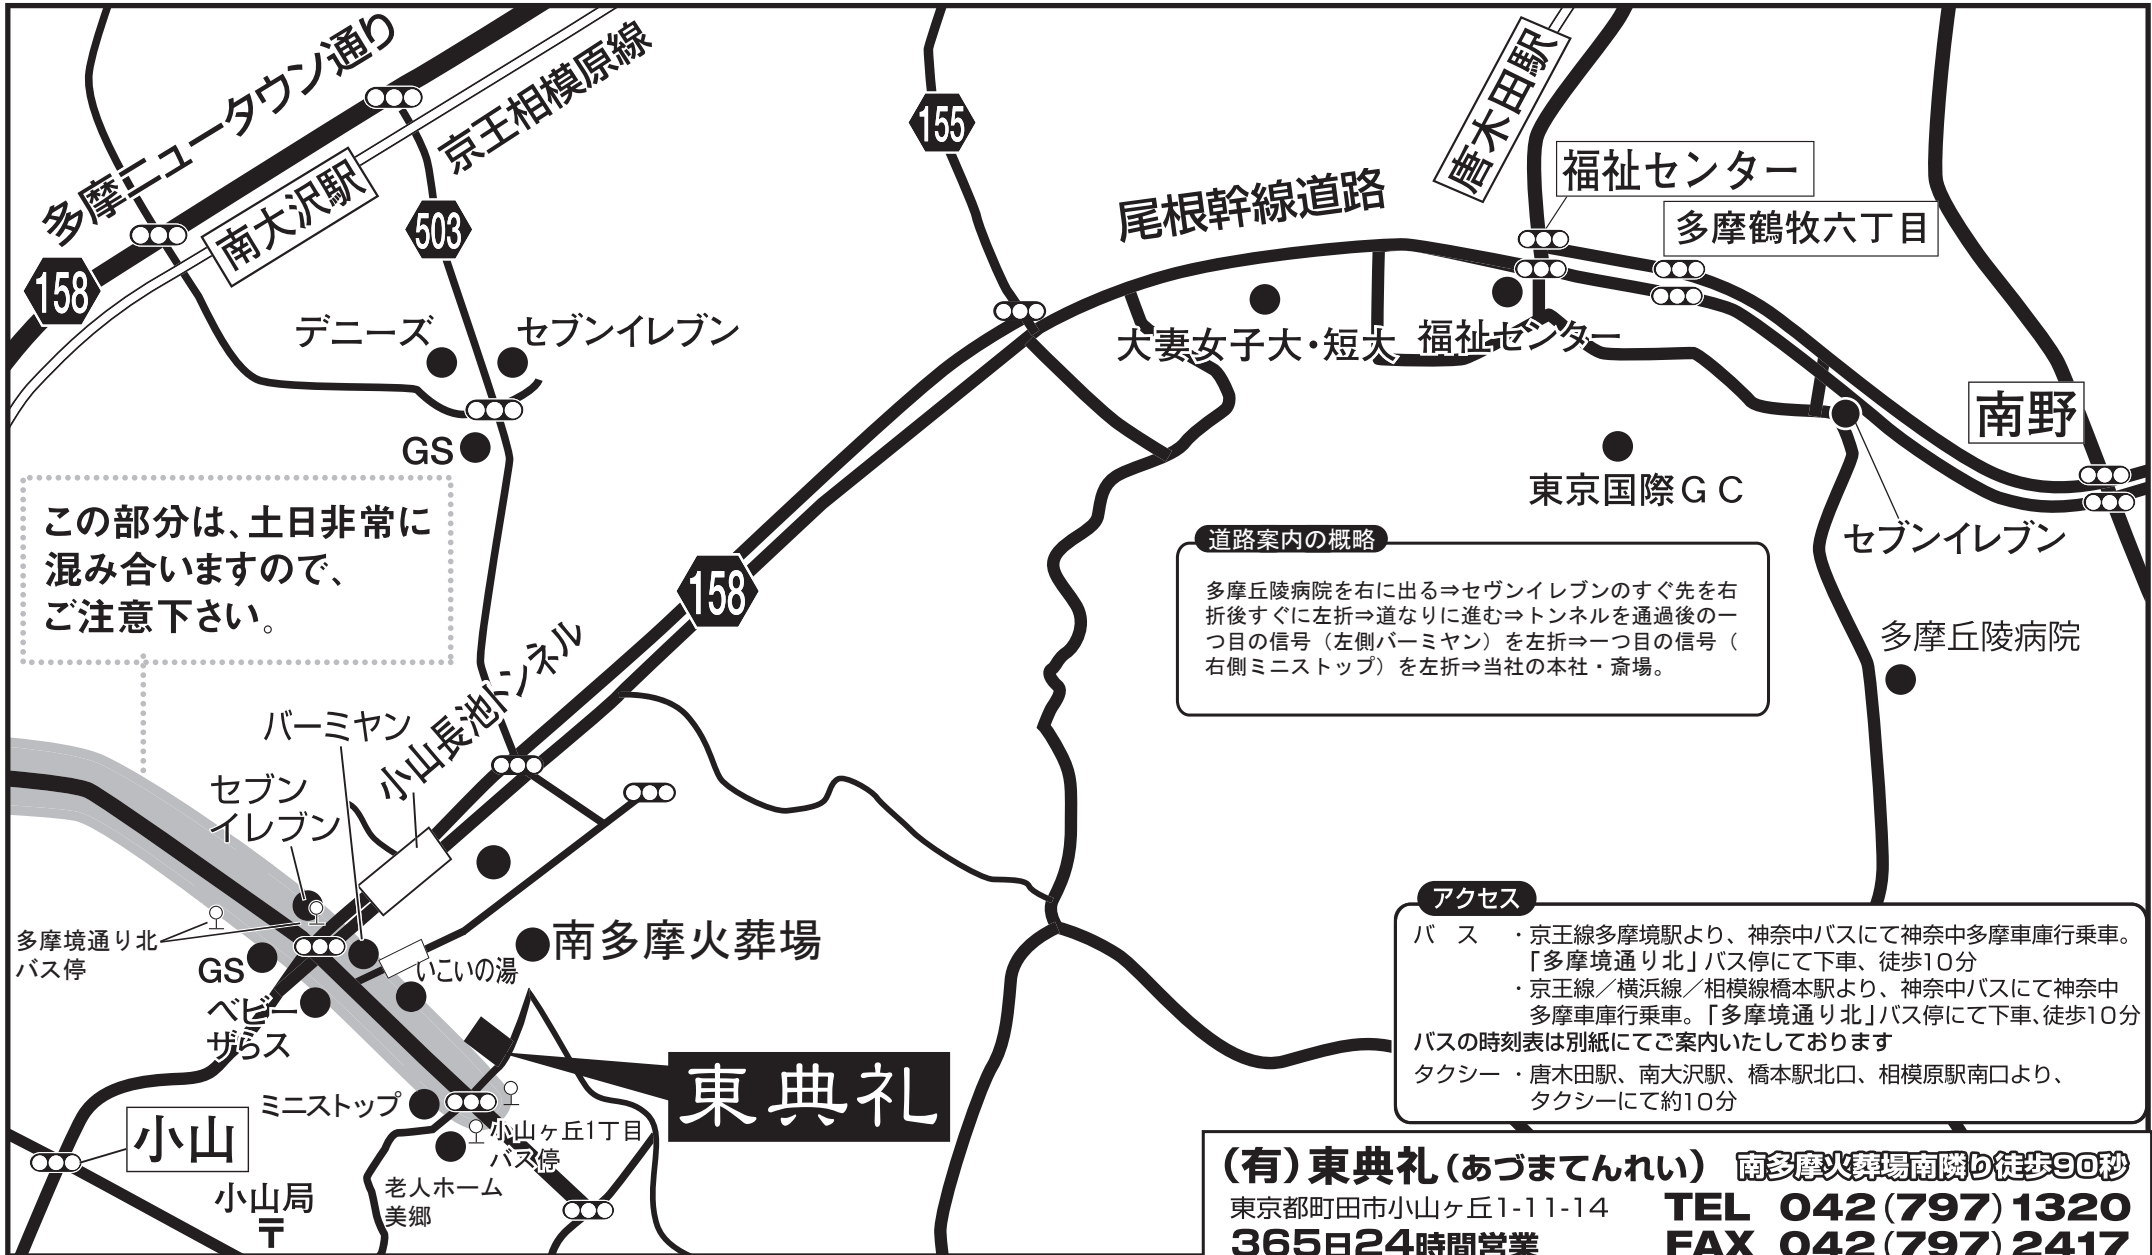 多摩ニュータウン通り
京王相模原線
南大沢駅
158
503
155
唐木田駅
福祉センター
多摩鶴牧六丁目
尾根幹線道路
デニーズ
セブンイレブン
GS
大妻女子大・短大
福祉センター
南野
東京国際ＧＣ
セブンイレブン
多摩丘陵病院
この部分は、土日非常に
混み合いますので、
ご注意下さい。
158
道路案内の概略
多摩丘陵病院を右に出る⇒セヴンイレブンのすぐ先を右
折後すぐに左折⇒道なりに進む⇒トンネルを通過後の一
つ目の信号（左側バーミヤン）を左折⇒一つ目の信号（
右側ミニストップ）を左折⇒当社の本社・斎場。
小山長池トンネル
バーミヤン
セブン
イレブン
多摩境通り北
バス停
GS
いこいの湯
南多摩火葬場
ベビー
ザらス
東典礼
ミニストップ
小山ヶ丘1丁目
バス停
小山
小山局
〒
老人ホーム
美郷
アクセス
バ　ス　・京王線多摩境駅より、神奈中バスにて神奈中多摩車庫行乗車。
「多摩境通り北」バス停にて下車、徒歩10分
・京王線／横浜線／相模線橋本駅より、神奈中バスにて神奈中
多摩車庫行乗車。「多摩境通り北」バス停にて下車、徒歩10分
バスの時刻表は別紙にてご案内いたしております
タクシー ・唐木田駅、南大沢駅、橋本駅北口、相模原駅南口より、
タクシーにて約10分
（有）東典礼（あづまてんれい） 南多摩火葬場南隣り徒歩90秒
東京都町田市小山ヶ丘1-11-14 TEL 042（797）1320
365日24時間営業 FAX 042（797）2417